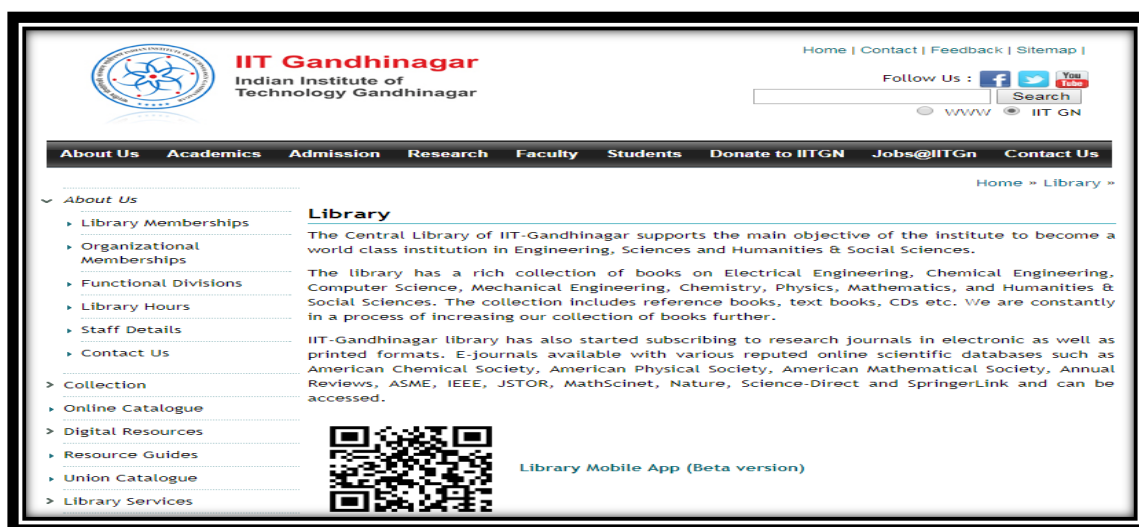 Home | Contact | Feedback | Sitemap |
IIT Gandhinagar
Indian Institute of
Technology Gandhinagar
Follow Us : f You Tube
Search
WWW IIT GN
About Us Academics Admission Research Faculty Students Donate to IITGN Jobs@IITGn Contact Us
Home » Library »
About Us
Library Memberships
Organizational
Memberships
Functional Divisions
Library Hours
Staff Details
Contact Us
Collection
Online Catalogue
Digital Resources
Resource Guides
Union Catalogue
Library Services
Library
The Central Library of IIT-Gandhinagar supports the main objective of the institute to become a
world class institution in Engineering, Sciences and Humanities & Social Sciences.
The library has a rich collection of books on Electrical Engineering, Chemical Engineering,
Computer Science, Mechanical Engineering, Chemistry, Physics, Mathematics, and Humanities &
Social Sciences. The collection includes reference books, text books, CDs etc. We are constantly
in a process of increasing our collection of books further.
IIT-Gandhinagar library has also started subscribing to research journals in electronic as well as
printed formats. E-journals available with various reputed online scientific databases such as
American Chemical Society, American Physical Society, American Mathematical Society, Annual
Reviews, ASME, IEEE, JSTOR, MathScinet, Nature, Science-Direct and SpringerLink and can be
accessed.
Library Mobile App (Beta version)